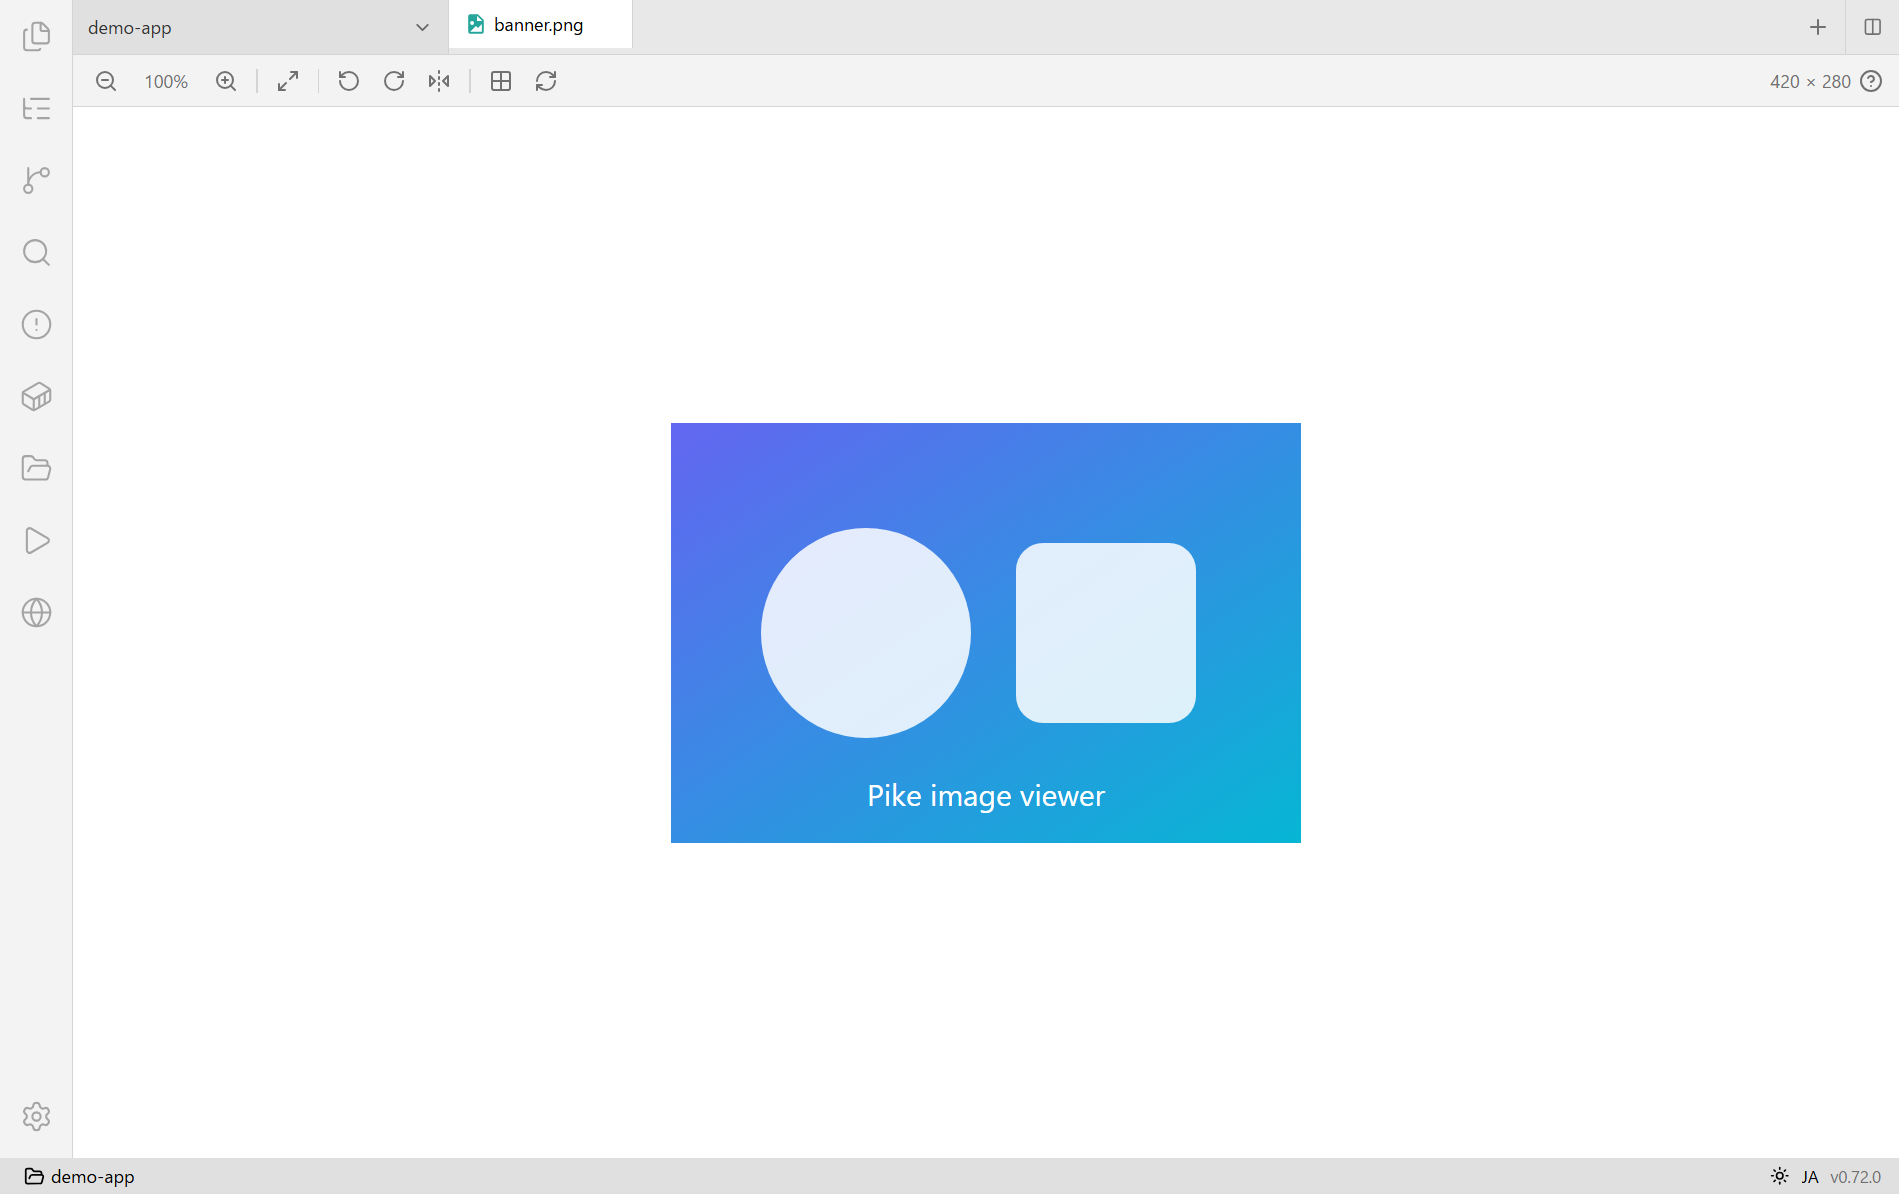 demo-app
banner.png
100%
420 × 280
Pike image viewer
demo-app
JA
v0.72.0